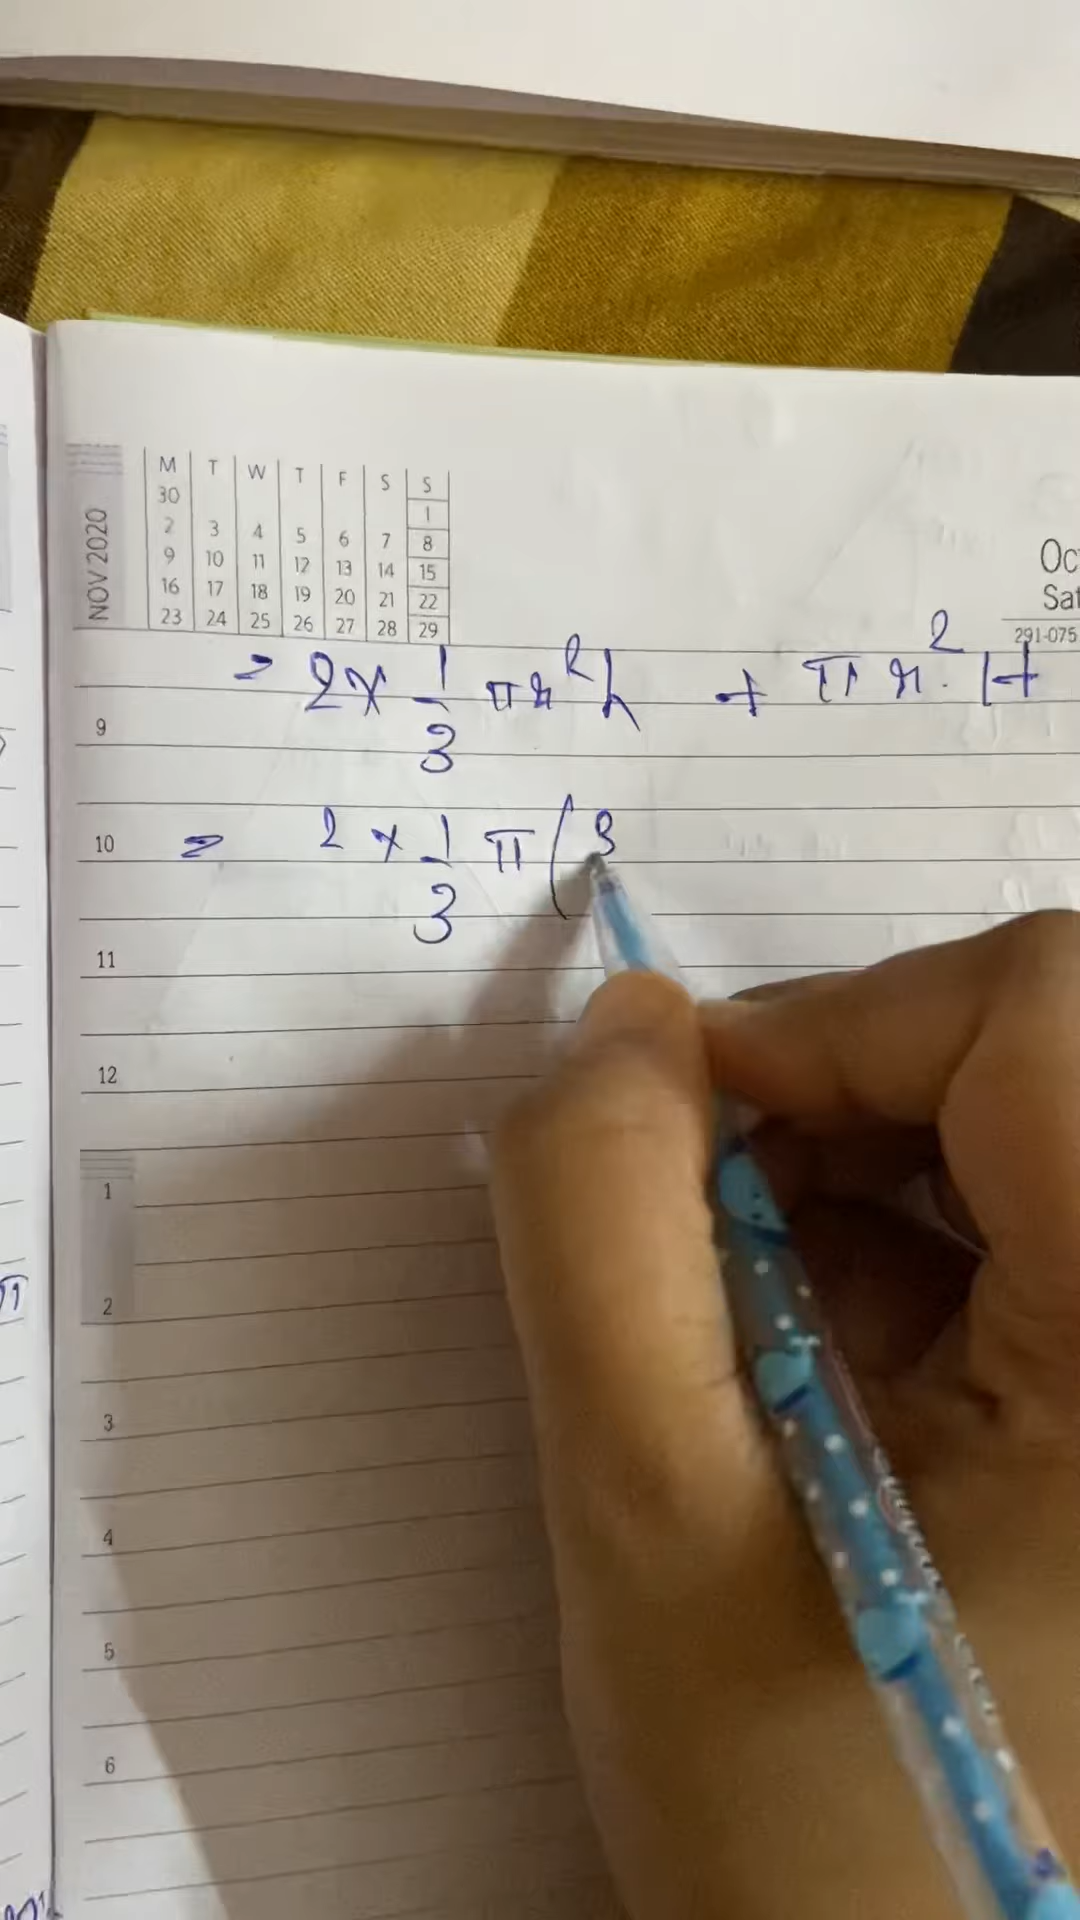 NOV 2020
M T W T F S S
30 1
2 3 4 5 6 7 8
9 10 11 12 13 14 15
16 17 18 19 20 21 22
23 24 25 26 27 28 29
Oc
Sat
291-075
= 2 × 1/3 πr²h + πr²H
9
10 = 2 × 1/3 π ( 3
11
12
1
2
3
4
5
6